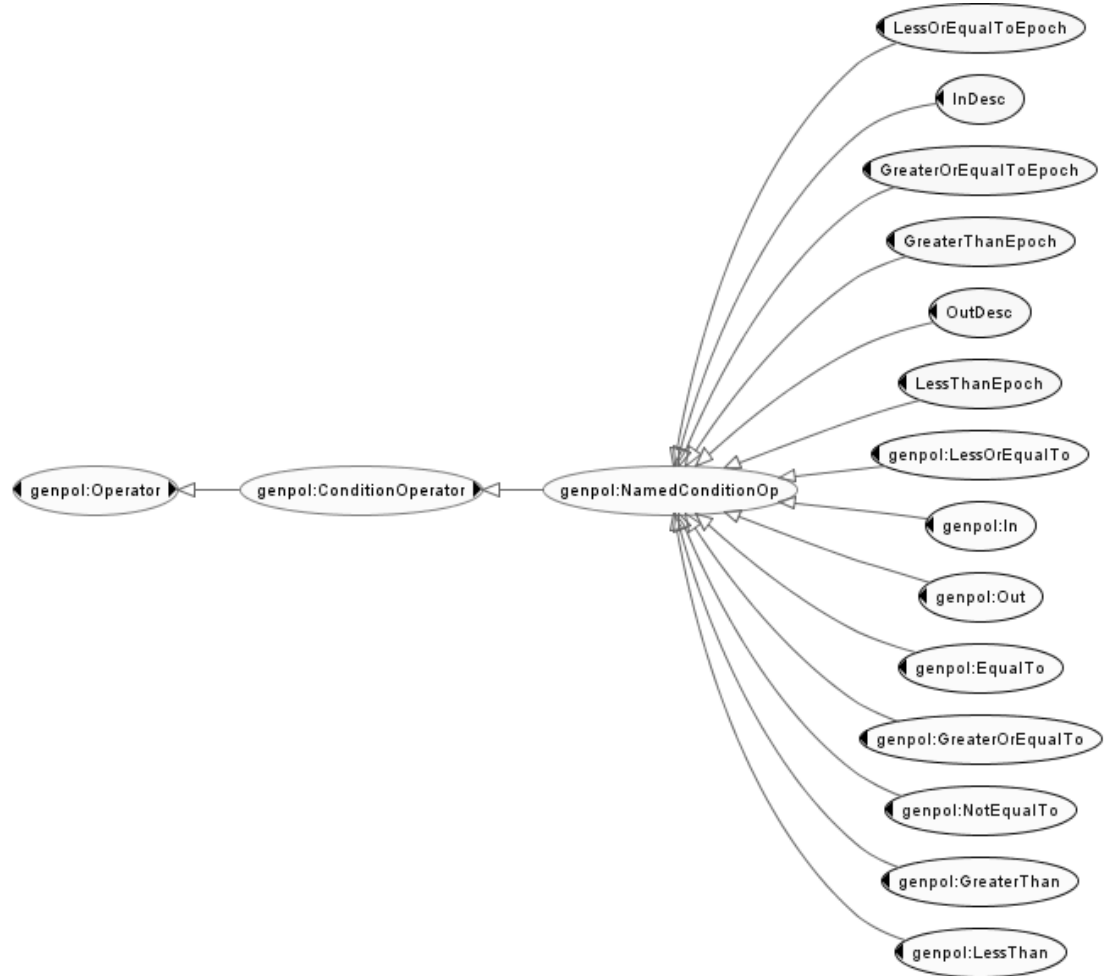 LessOrEqualToEpoch
InDesc
GreaterOrEqualToEpoch
GreaterThanEpoch
OutDesc
LessThanEpoch
genpol:LessOrEqualTo
genpol:Operator
genpol:ConditionOperator
genpol:NamedConditionOp
genpol:In
genpol:Out
genpol:EqualTo
genpol:GreaterOrEqualTo
genpol:NotEqualTo
genpol:GreaterThan
genpol:LessThan